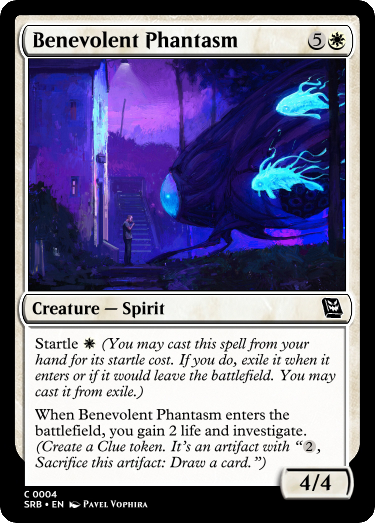 Benevolent Phantasm 5
Creature — Spirit
Startle (You may cast this spell from your
hand for its startle cost. If you do, exile it when it
enters or if it would leave the battlefield. You may
cast it from exile.)
When Benevolent Phantasm enters the
battlefield, you gain 2 life and investigate.
(Create a Clue token. It's an artifact with “2,
Sacrifice this artifact: Draw a card.”)
4/4
C 0004
SRB • EN Pavel Vophira